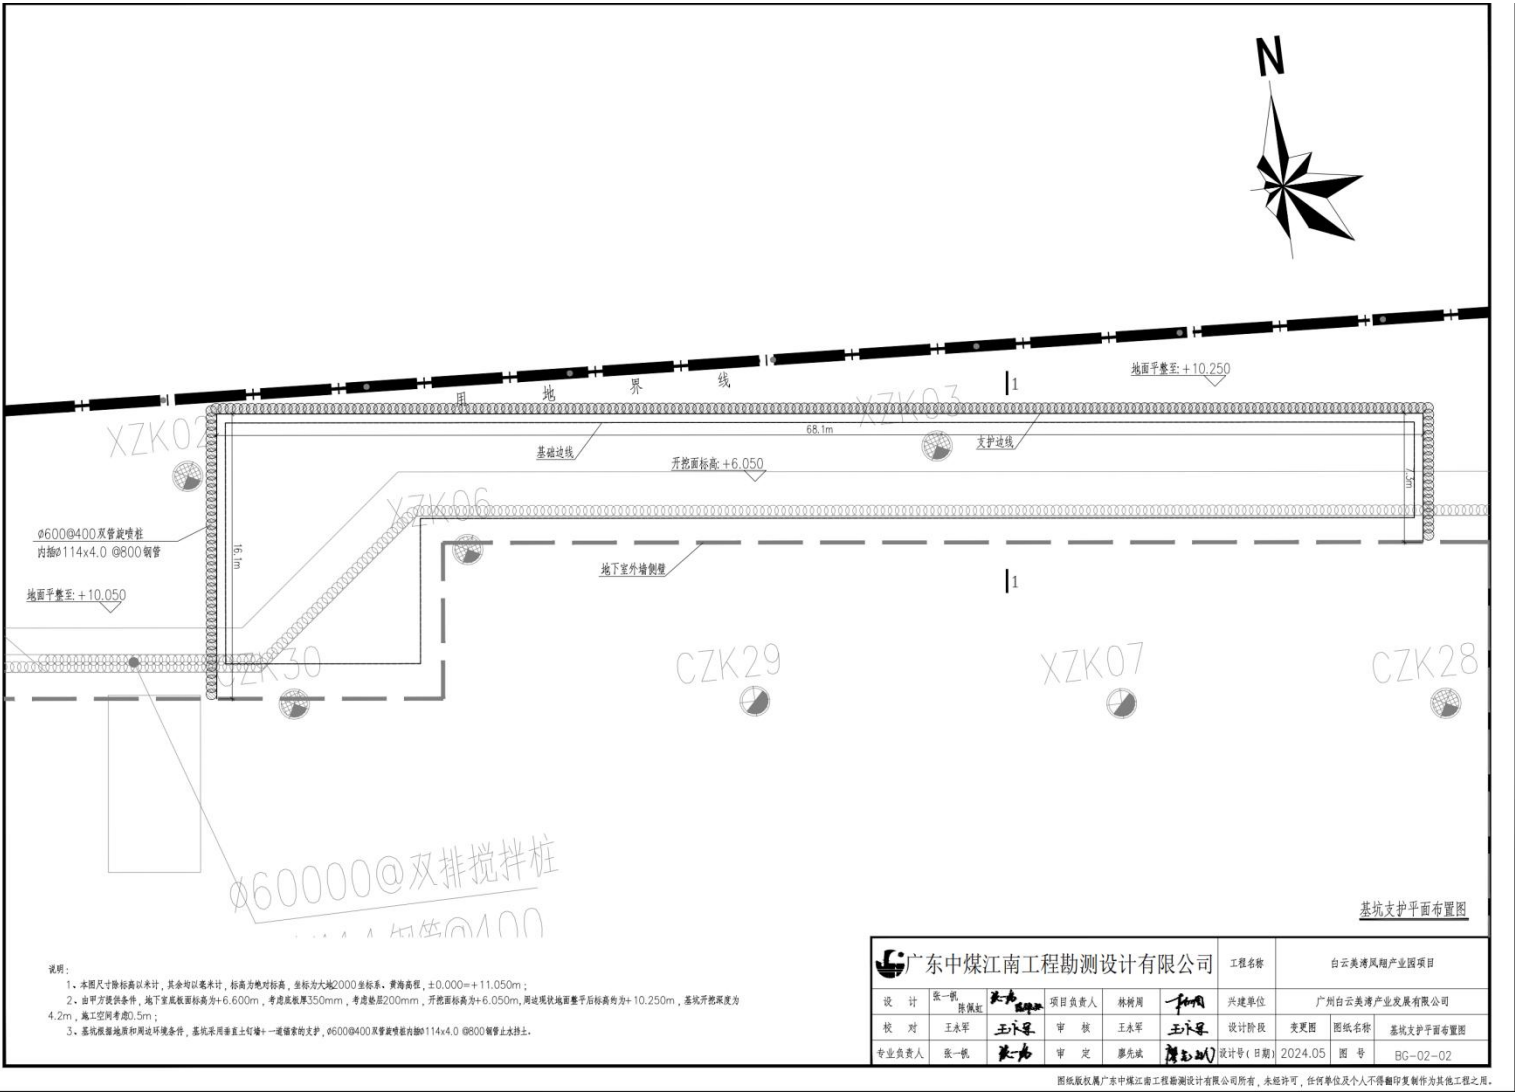 N
地面平整至:+10.250
1
用 地 界 线
XZK03
XZK02
68.1m
基础边线
支护边线
开挖面标高:+6.050
7.3m
XZK06
ø600@400双管旋喷桩
内插ø114x4.0 @800钢管
16.1m
地下室外墙侧壁
1
地面平整至:+10.050
CZK30
CZK29
XZK07
CZK28
ø60000@双排搅拌桩
钢管@400
基坑支护平面布置图
说明:
1、本图尺寸除标高以米计,其余均以毫米计,标高为绝对标高,坐标为大地2000坐标系、黄海高程,±0.000=+11.050m;
2、由甲方提供条件,地下室底板面标高为+6.600m,考虑底板厚350mm,考虑垫层200mm,开挖面标高为+6.050m,周边现状地面整平后标高约为+10.250m,基坑开挖深度为
4.2m,施工空间考虑0.5m;
3、基坑根据地质和周边环境条件,基坑采用垂直土钉墙+一道锚索的支护,ø600@400双管旋喷桩内插ø114x4.0 @800钢管止水挡土。
广东中煤江南工程勘测设计有限公司 工程名称 白云美湾凤翔产业园项目
设 计 张一帆 陈佩虹 项目负责人 林树周 兴建单位 广州白云美湾产业发展有限公司
校 对 王永军 王永军 审 核 王永军 王永军 设计阶段 变更图 图纸名称 基坑支护平面布置图
专业负责人 张一帆 审 定 廖先斌 设计号(日期) 2024.05 图 号 BG-02-02
图纸版权属广东中煤江南工程勘测设计有限公司所有,未经许可,任何单位及个人不得翻印复制作为其他工程之用。